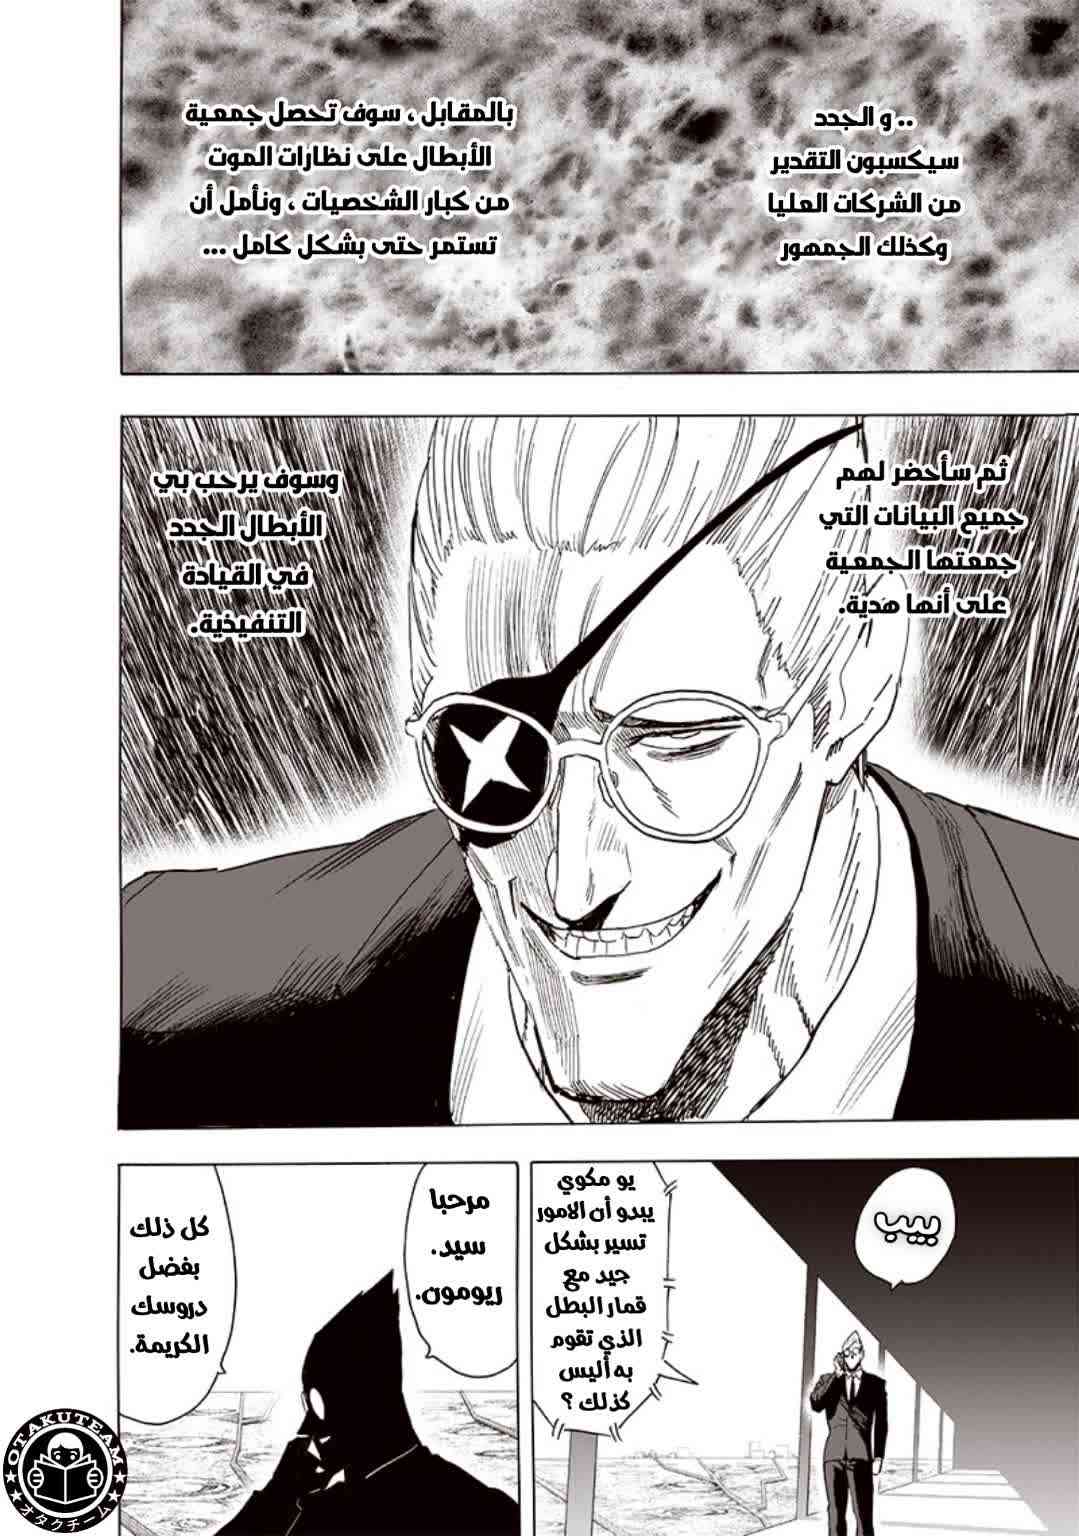 .. و الجدد
سيكسبون التقدير
من الشركات العليا
وكذلك الجمهور
بالمقابل ، سوف تحصل جمعية
الأبطال على نظارات الموت
من كبار الشخصيات ، ونأمل أن
تستمر حتى بشكل كامل ...
ثم سأحضر لهم
جميع البيانات التي
جمعتها الجمعية
على أنها هدية.
وسوف يرحب بي
الأبطال الجدد
في القيادة
التنفيذية.
بيب
يو مكوي
يبدو أن الامور
تسير بشكل
جيد مع
قمار البطل
الذي تقوم
به أليس
كذلك ؟
مرحبا
سيد.
ريومون.
كل ذلك
بفضل
دروسك
الكريمة.
OTAKUTEAM
オタクチーム